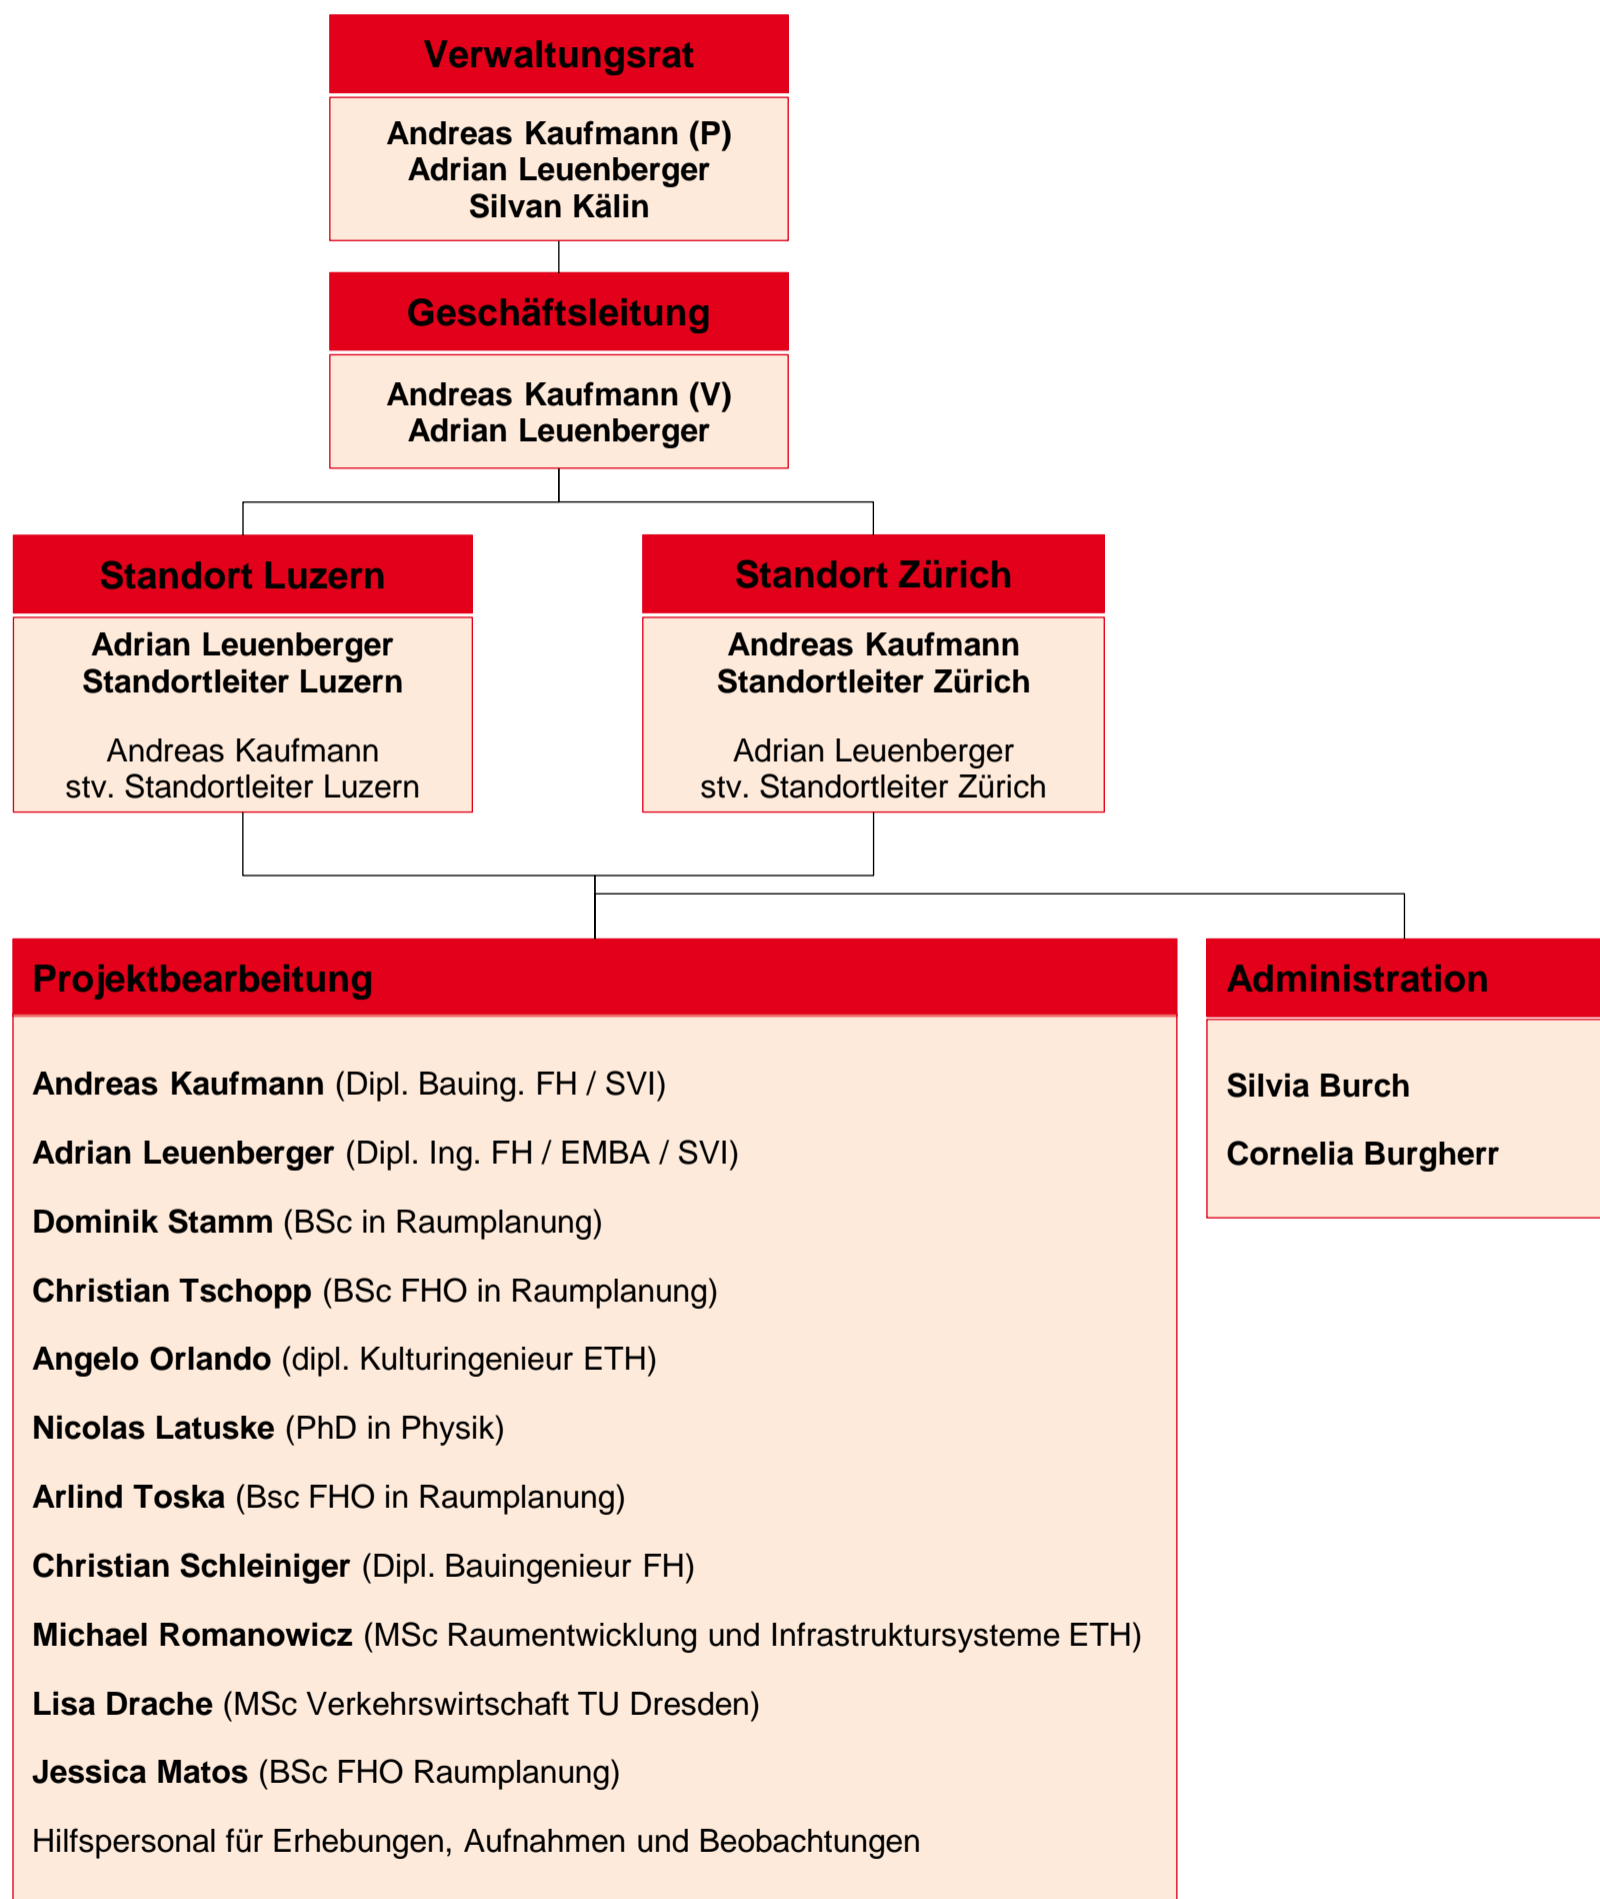 Verwaltungsrat
Andreas Kaufmann (P)
Adrian Leuenberger
Silvan Kälin
Geschäftsleitung
Andreas Kaufmann (V)
Adrian Leuenberger
Standort Luzern
Adrian Leuenberger
Standortleiter Luzern
Andreas Kaufmann
stv. Standortleiter Luzern
Standort Zürich
Andreas Kaufmann
Standortleiter Zürich
Adrian Leuenberger
stv. Standortleiter Zürich
Projektbearbeitung
Andreas Kaufmann (Dipl. Bauing. FH / SVI)
Adrian Leuenberger (Dipl. Ing. FH / EMBA / SVI)
Dominik Stamm (BSc in Raumplanung)
Christian Tschopp (BSc FHO in Raumplanung)
Angelo Orlando (dipl. Kulturingenieur ETH)
Nicolas Latuske (PhD in Physik)
Arlind Toska (Bsc FHO in Raumplanung)
Christian Schleiniger (Dipl. Bauingenieur FH)
Michael Romanowicz (MSc Raumentwicklung und Infrastruktursysteme ETH)
Lisa Drache (MSc Verkehrswirtschaft TU Dresden)
Jessica Matos (BSc FHO Raumplanung)
Hilfspersonal für Erhebungen, Aufnahmen und Beobachtungen
Administration
Silvia Burch
Cornelia Burgherr